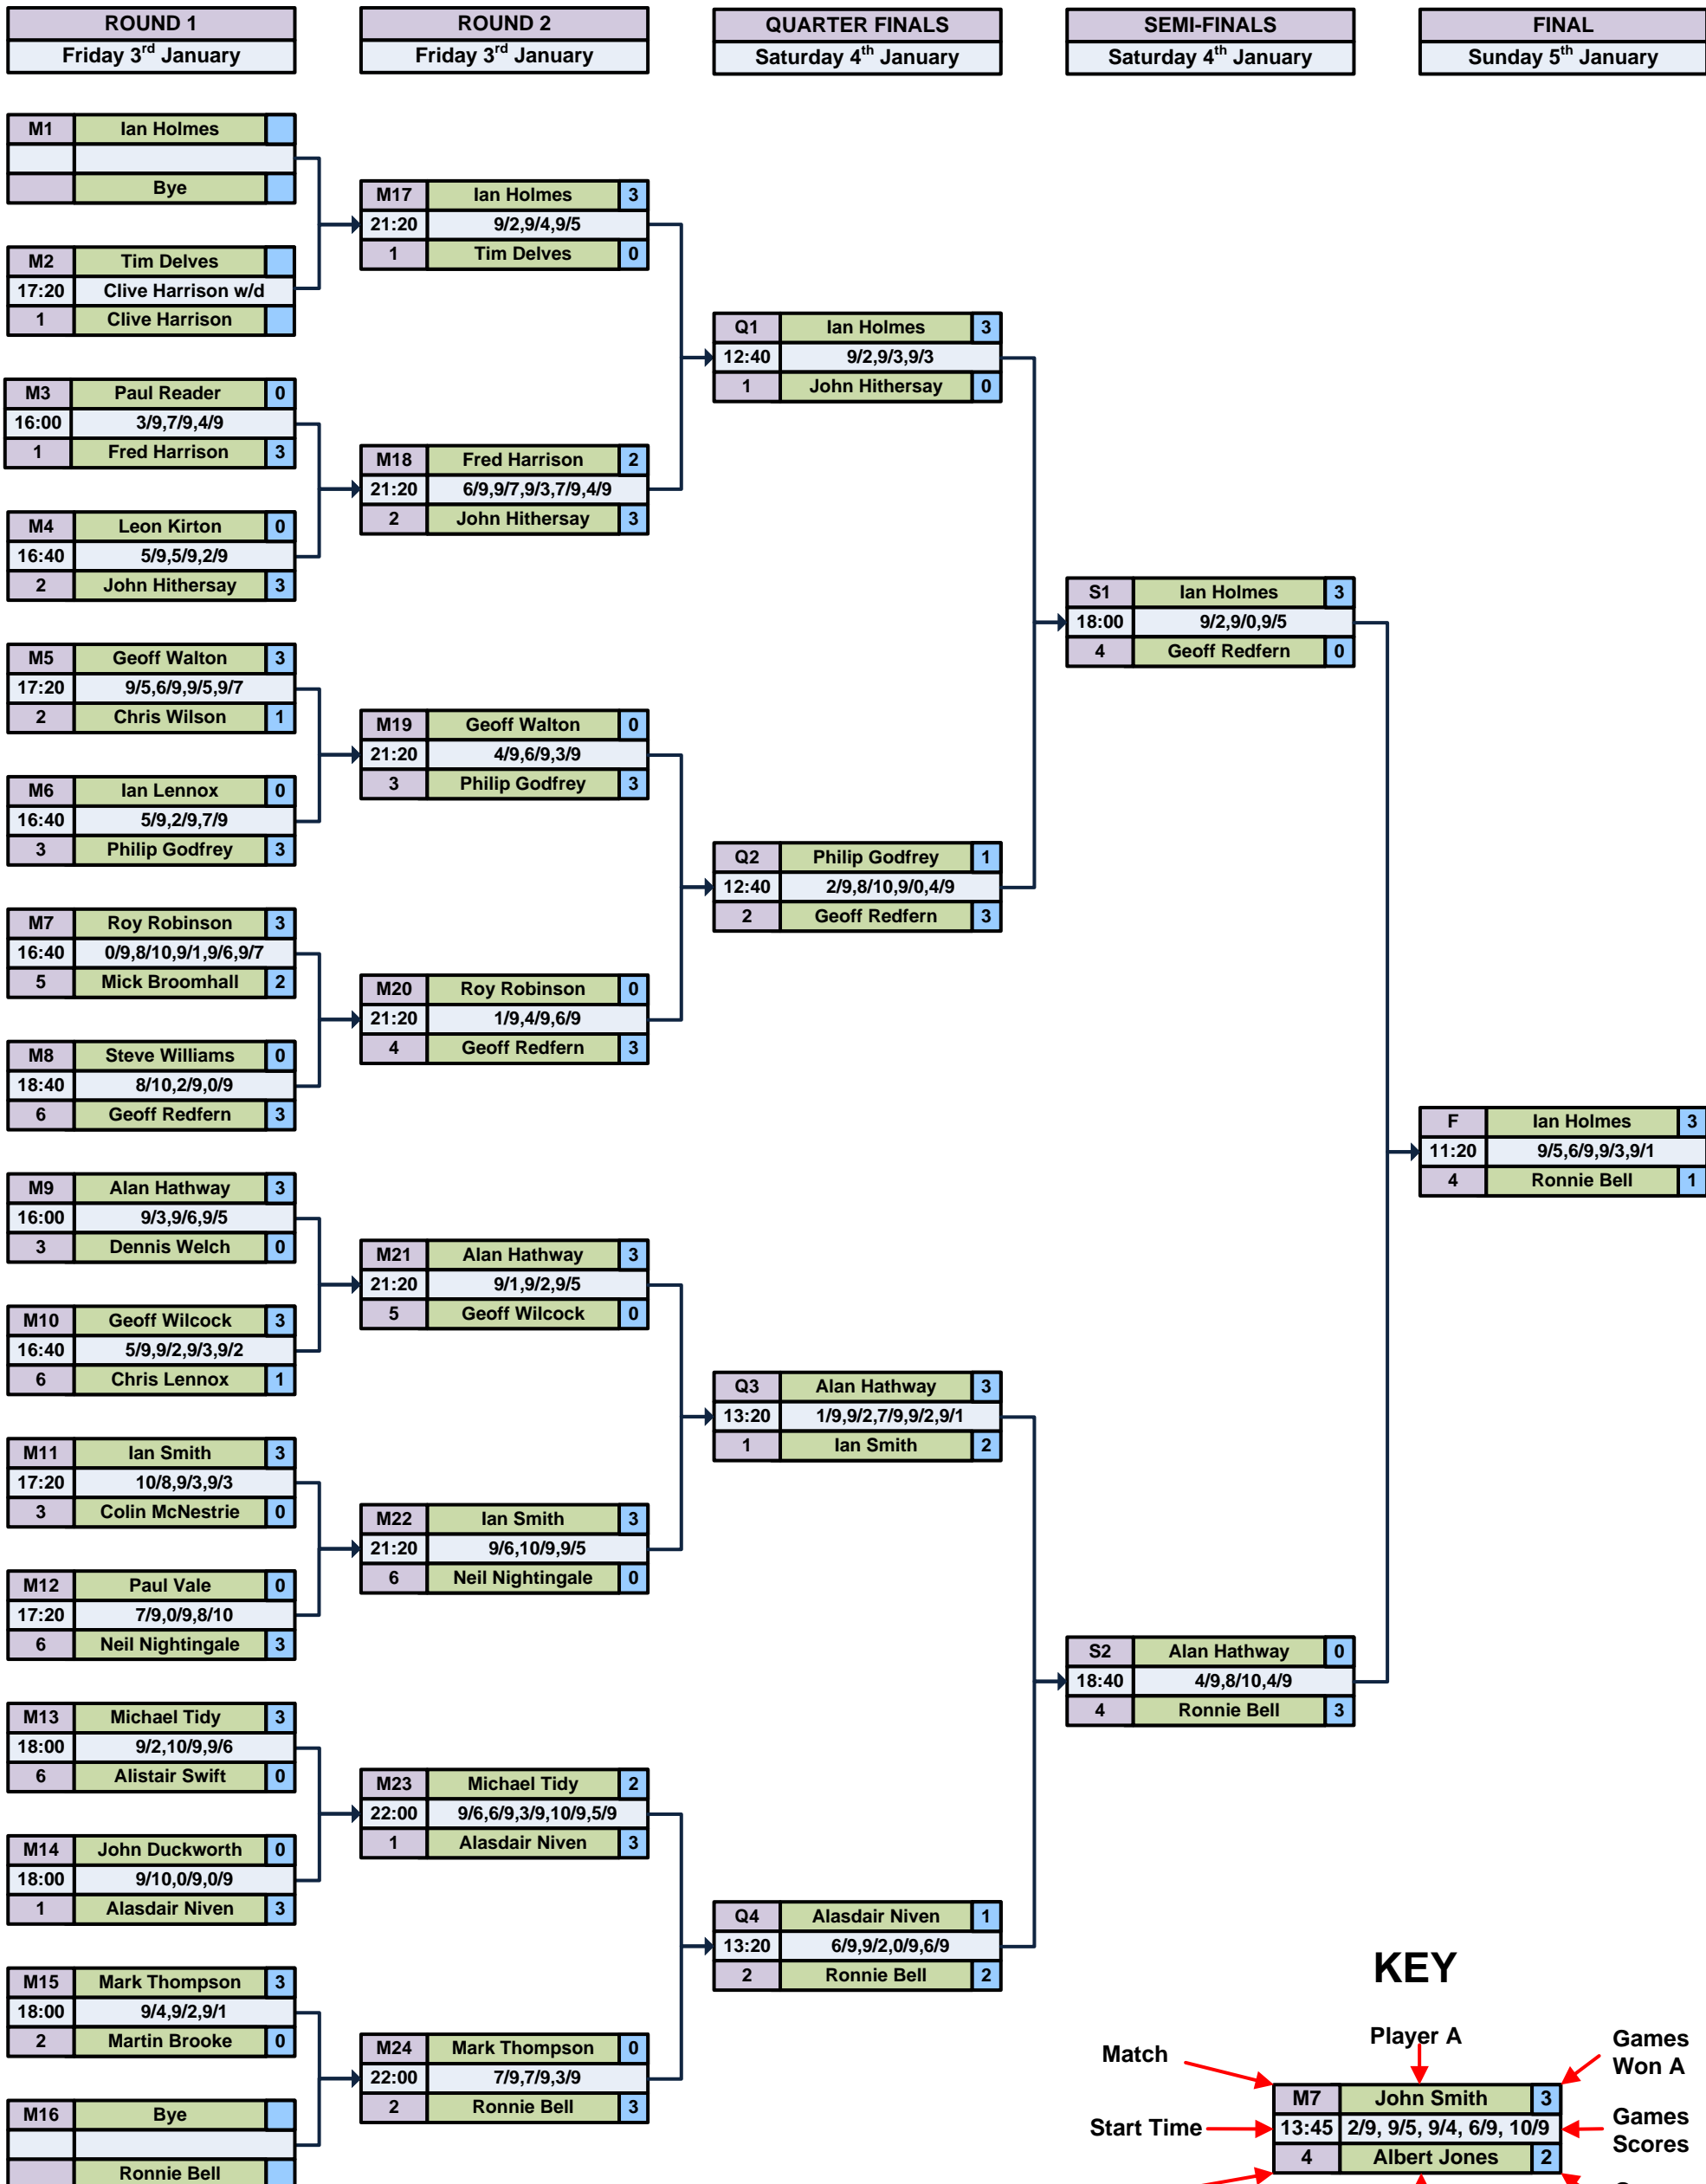 ROUND 1
Friday 3rd January
ROUND 2
Friday 3rd January
QUARTER FINALS
Saturday 4th January
SEMI-FINALS
Saturday 4th January
FINAL
Sunday 5th January
M1 Ian Holmes
Bye
M2 Tim Delves
17:20 Clive Harrison w/d
1 Clive Harrison
M3 Paul Reader 0
16:00 3/9,7/9,4/9
1 Fred Harrison 3
M4 Leon Kirton 0
16:40 5/9,5/9,2/9
2 John Hithersay 3
M5 Geoff Walton 3
17:20 9/5,6/9,9/5,9/7
2 Chris Wilson 1
M6 Ian Lennox 0
16:40 5/9,2/9,7/9
3 Philip Godfrey 3
M7 Roy Robinson 3
16:40 0/9,8/10,9/1,9/6,9/7
5 Mick Broomhall 2
M8 Steve Williams 0
18:40 8/10,2/9,0/9
6 Geoff Redfern 3
M9 Alan Hathway 3
16:00 9/3,9/6,9/5
3 Dennis Welch 0
M10 Geoff Wilcock 3
16:40 5/9,9/2,9/3,9/2
6 Chris Lennox 1
M11 Ian Smith 3
17:20 10/8,9/3,9/3
3 Colin McNestrie 0
M12 Paul Vale 0
17:20 7/9,0/9,8/10
6 Neil Nightingale 3
M13 Michael Tidy 3
18:00 9/2,10/9,9/6
6 Alistair Swift 0
M14 John Duckworth 0
18:00 9/10,0/9,0/9
1 Alasdair Niven 3
M15 Mark Thompson 3
18:00 9/4,9/2,9/1
2 Martin Brooke 0
M16 Bye
Ronnie Bell
M17 Ian Holmes 3
21:20 9/2,9/4,9/5
1 Tim Delves 0
M18 Fred Harrison 2
21:20 6/9,9/7,9/3,7/9,4/9
2 John Hithersay 3
M19 Geoff Walton 0
21:20 4/9,6/9,3/9
3 Philip Godfrey 3
M20 Roy Robinson 0
21:20 1/9,4/9,6/9
4 Geoff Redfern 3
M21 Alan Hathway 3
21:20 9/1,9/2,9/5
5 Geoff Wilcock 0
M22 Ian Smith 3
21:20 9/6,10/9,9/5
6 Neil Nightingale 0
M23 Michael Tidy 2
22:00 9/6,6/9,3/9,10/9,5/9
1 Alasdair Niven 3
M24 Mark Thompson 0
22:00 7/9,7/9,3/9
2 Ronnie Bell 3
Q1 Ian Holmes 3
12:40 9/2,9/3,9/3
1 John Hithersay 0
Q2 Philip Godfrey 1
12:40 2/9,8/10,9/0,4/9
2 Geoff Redfern 3
Q3 Alan Hathway 3
13:20 1/9,9/2,7/9,9/2,9/1
1 Ian Smith 2
Q4 Alasdair Niven 1
13:20 6/9,9/2,0/9,6/9
2 Ronnie Bell 2
S1 Ian Holmes 3
18:00 9/2,9/0,9/5
4 Geoff Redfern 0
S2 Alan Hathway 0
18:40 4/9,8/10,4/9
4 Ronnie Bell 3
F Ian Holmes 3
11:20 9/5,6/9,9/3,9/1
4 Ronnie Bell 1
KEY
Player A
Match
Games
Won A
M7 John Smith 3
Start Time
13:45 2/9, 9/5, 9/4, 6/9, 10/9
Games
Scores
4 Albert Jones 2